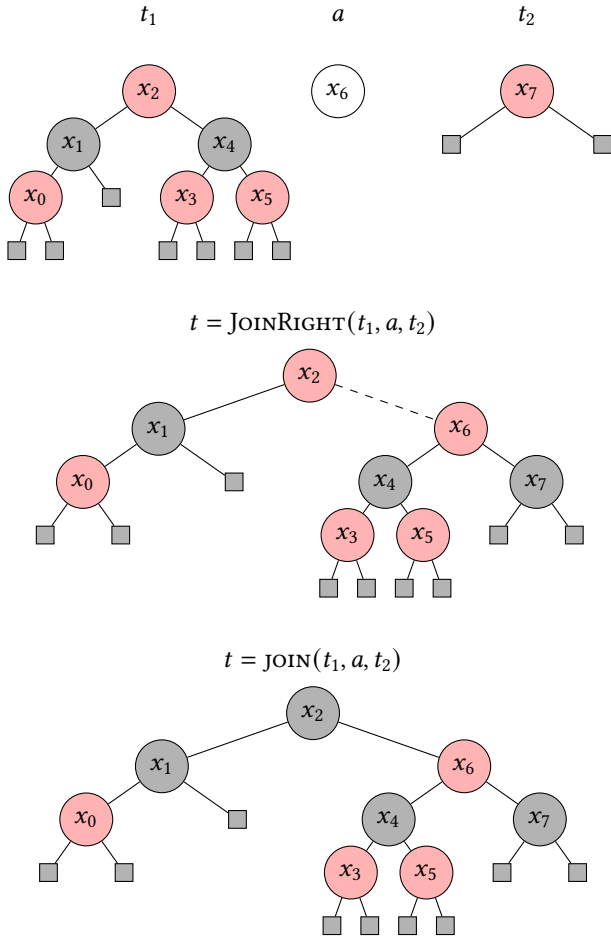 t₁ a t₂
x₂ x₆ x₇
x₁ x₄
x₀ x₃ x₅
t = JoinRight(t₁, a, t₂)
x₂
x₁ x₆
x₀ x₄ x₇
x₃ x₅
t = join(t₁, a, t₂)
x₂
x₁ x₆
x₀ x₄ x₇
x₃ x₅